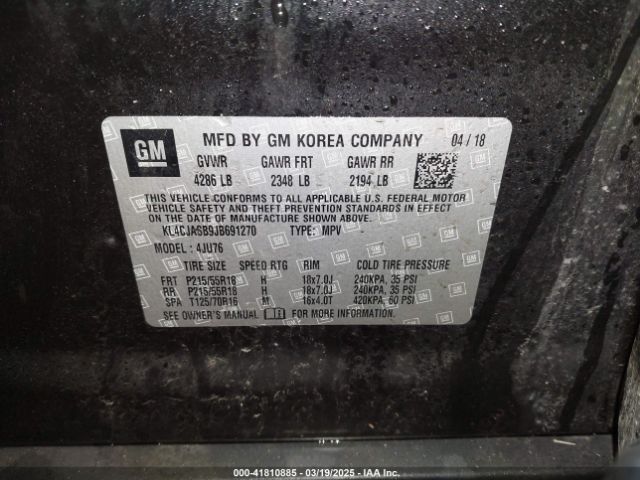 GM
MFD BY GM KOREA COMPANY 04 / 18
GVWR GAWR FRT GAWR RR
4286 LB 2348 LB 2194 LB
THIS VEHICLE CONFORMS TO ALL APPLICABLE U.S. FEDERAL MOTOR
VEHICLE SAFETY AND THEFT PREVENTION STANDARDS IN EFFECT ON
THE DATE OF MANUFACTURE SHOWN ABOVE.
KL4CJASB9JB691270 TYPE: MPV
MODEL: 4JU76
TIRE SIZE SPEED RTG RIM COLD TIRE PRESSURE
FRT P215/55R18 H 18x7.0J 240KPA, 35 PSI
RR P215/55R18 H 18x7.0J 240KPA, 35 PSI
SPA T125/70R16 M 16x4.0T 420KPA, 60 PSI
SEE OWNER'S MANUAL FOR MORE INFORMATION.
000-41810885 — 03/19/2025 — IAA Inc.